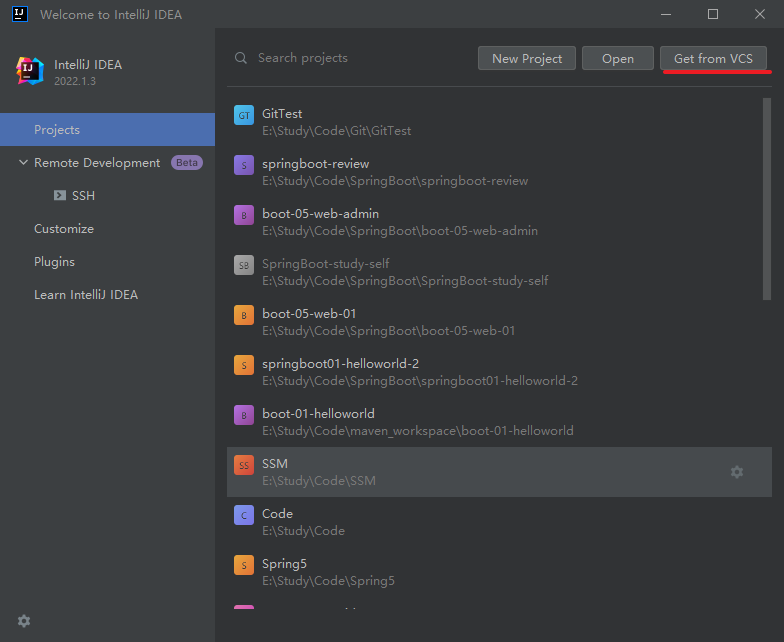 Welcome to IntelliJ IDEA
IntelliJ IDEA
2022.1.3
Search projects
New Project
Open
Get from VCS
Projects
Remote Development Beta
SSH
Customize
Plugins
Learn IntelliJ IDEA
GT GitTest
E:\Study\Code\Git\GitTest
S springboot-review
E:\Study\Code\SpringBoot\springboot-review
B boot-05-web-admin
E:\Study\Code\SpringBoot\boot-05-web-admin
SB SpringBoot-study-self
E:\Study\Code\SpringBoot\SpringBoot-study-self
B boot-05-web-01
E:\Study\Code\SpringBoot\boot-05-web-01
S springboot01-helloworld-2
E:\Study\Code\SpringBoot\springboot01-helloworld-2
B boot-01-helloworld
E:\Study\Code\maven_workspace\boot-01-helloworld
SS SSM
E:\Study\Code\SSM
C Code
E:\Study\Code
S Spring5
E:\Study\Code\Spring5